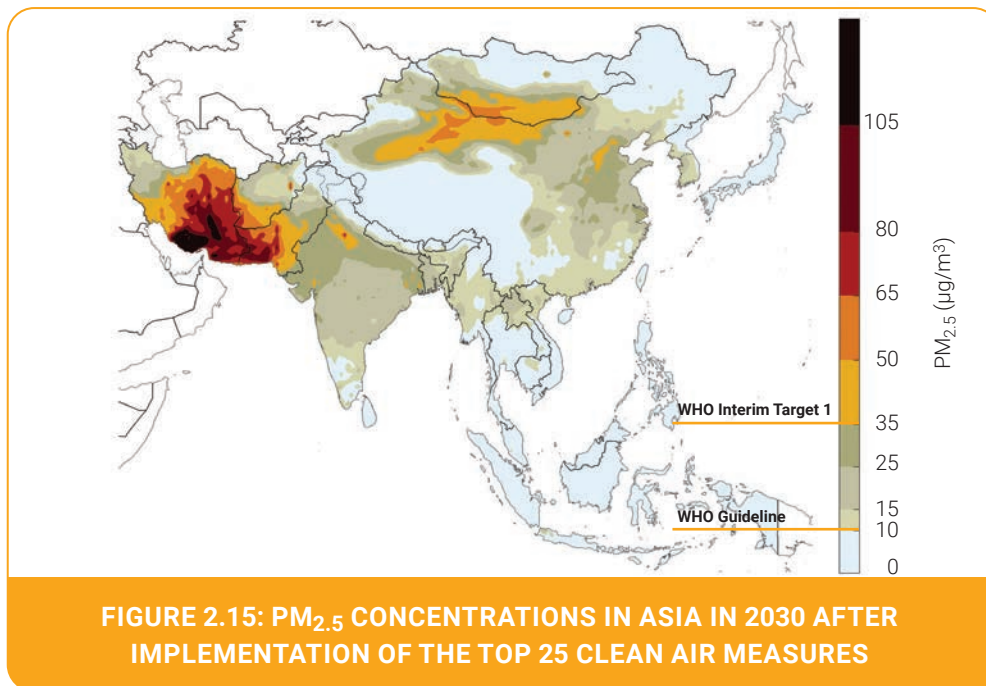 105
80
65
50
35
25
15
10
0
PM2.5 (µg/m³)
WHO Interim Target 1
WHO Guideline
FIGURE 2.15: PM2.5 CONCENTRATIONS IN ASIA IN 2030 AFTER
IMPLEMENTATION OF THE TOP 25 CLEAN AIR MEASURES